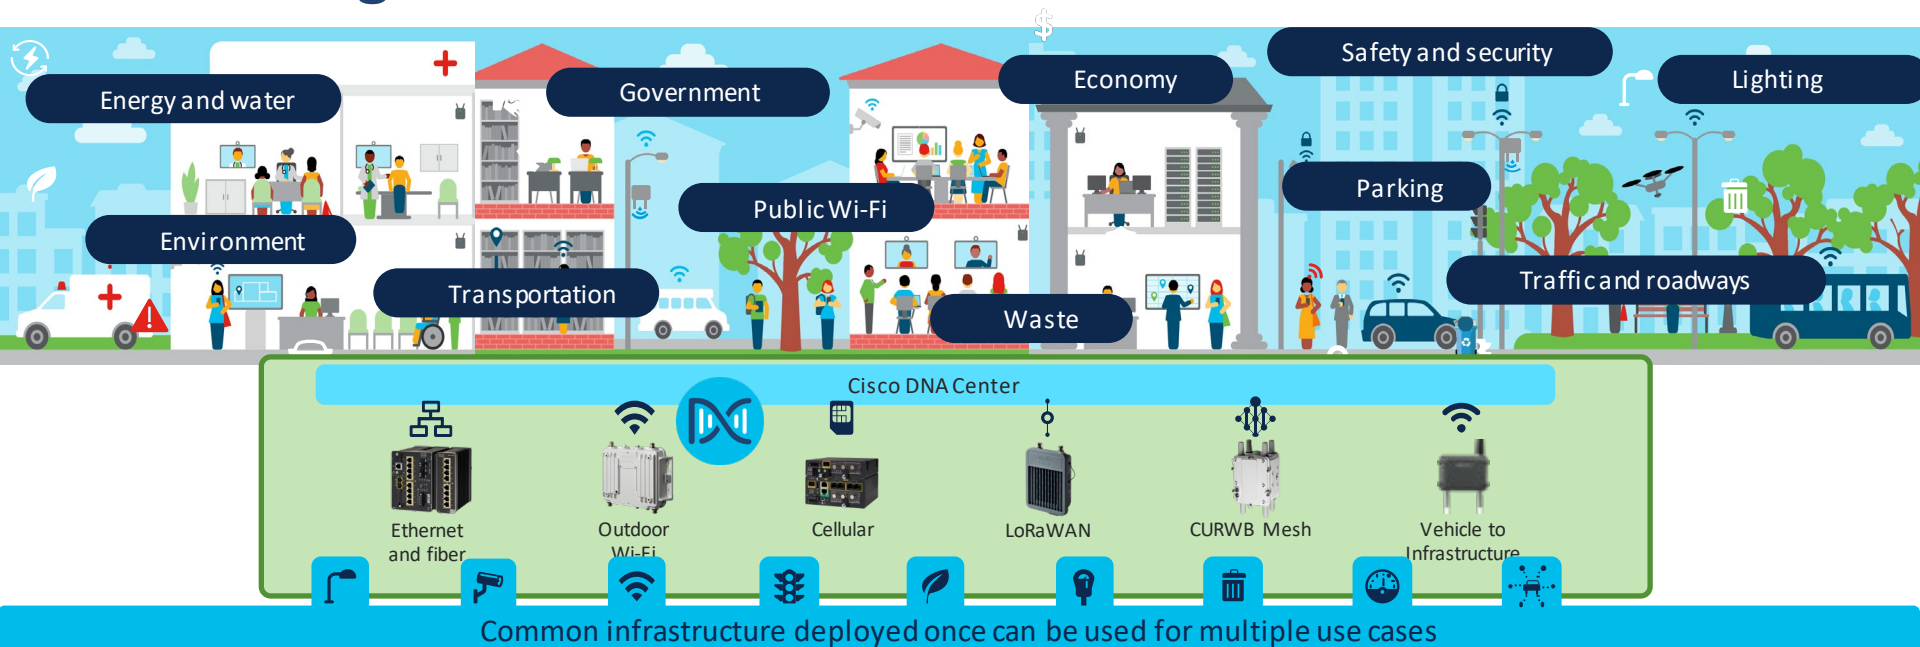 $
Safety and security
Energy and water
Government
Economy
Lighting
Parking
Public Wi-Fi
Environment
Traffic and roadways
Transportation
Waste
Cisco DNA Center
Ethernet
and fiber
Outdoor
Wi-Fi
Cellular
LoRaWAN
CURWB Mesh
Vehicle to
Infrastructure
Common infrastructure deployed once can be used for multiple use cases